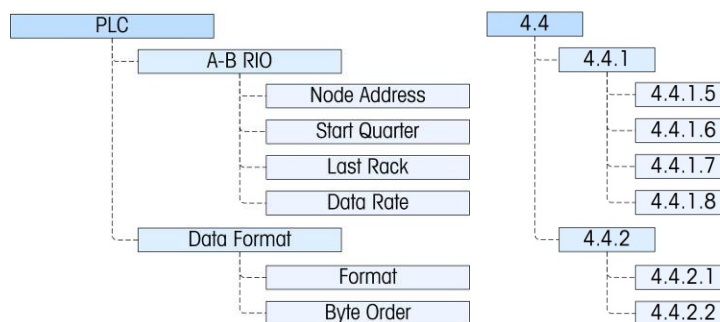 PLC 4.4
A-B RIO 4.4.1
Node Address 4.4.1.5
Start Quarter 4.4.1.6
Last Rack 4.4.1.7
Data Rate 4.4.1.8
Data Format 4.4.2
Format 4.4.2.1
Byte Order 4.4.2.2